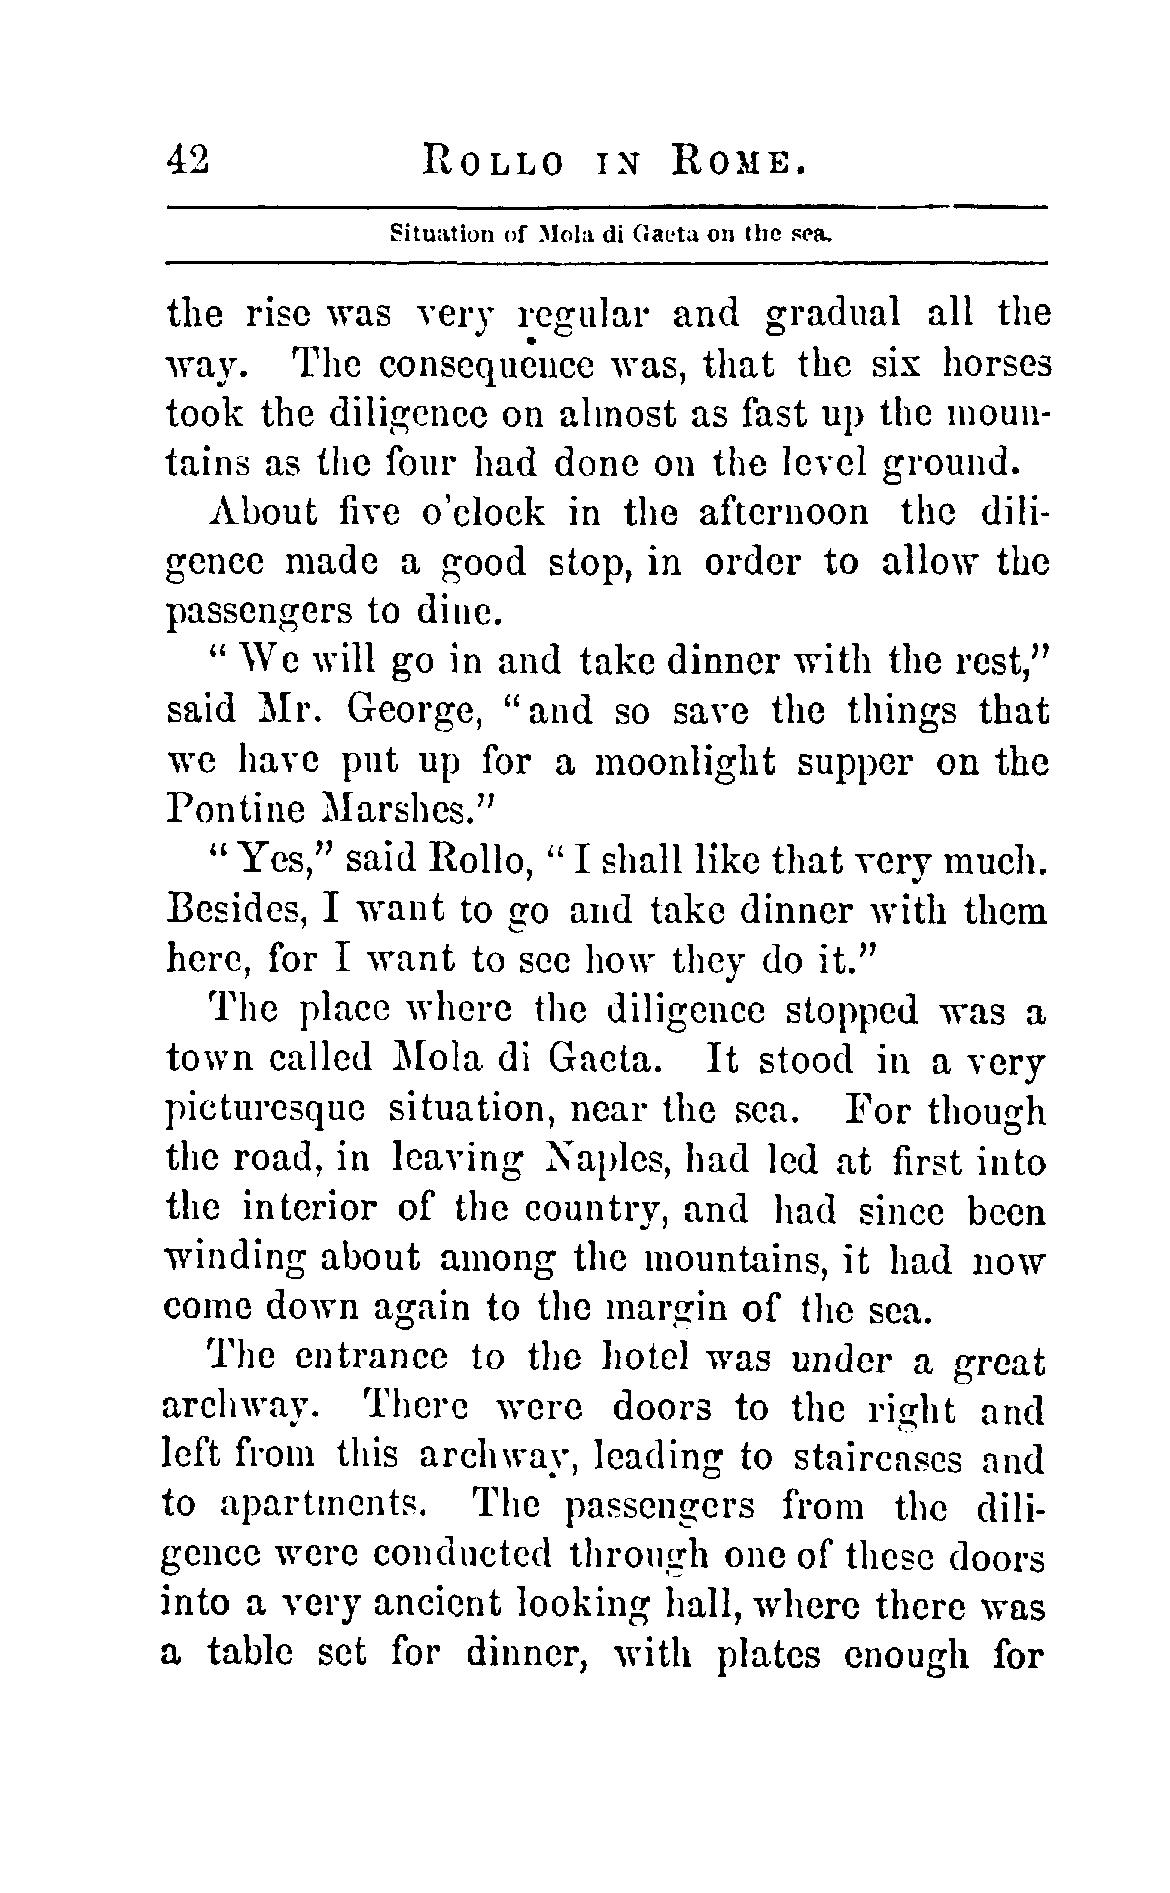 42 ROLLO IN ROME.
Situation of Mola di Gaeta on the sea.
the rise was very regular and gradual all the
way. The consequence was, that the six horses
took the diligence on almost as fast up the moun-
tains as the four had done on the level ground.
About five o'clock in the afternoon the dili-
gence made a good stop, in order to allow the
passengers to dine.
" We will go in and take dinner with the rest,"
said Mr. George, "and so save the things that
we have put up for a moonlight supper on the
Pontine Marshes."
" Yes," said Rollo, " I shall like that very much.
Besides, I want to go and take dinner with them
here, for I want to see how they do it."
The place where the diligence stopped was a
town called Mola di Gaeta. It stood in a very
picturesque situation, near the sea. For though
the road, in leaving Naples, had led at first into
the interior of the country, and had since been
winding about among the mountains, it had now
come down again to the margin of the sea.
The entrance to the hotel was under a great
archway. There were doors to the right and
left from this archway, leading to staircases and
to apartments. The passengers from the dili-
gence were conducted through one of these doors
into a very ancient looking hall, where there was
a table set for dinner, with plates enough for